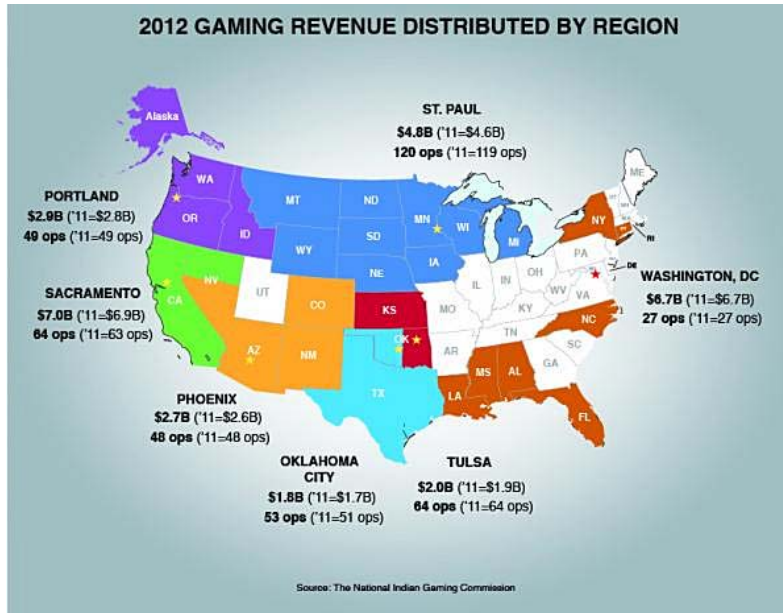 2012 GAMING REVENUE DISTRIBUTED BY REGION
Alaska
ST. PAUL
$4.8B ('11=$4.6B)
120 ops ('11=119 ops)
PORTLAND
$2.9B ('11=$2.8B)
49 ops ('11=49 ops)
SACRAMENTO
$7.0B ('11=$6.9B)
64 ops ('11=63 ops)
WASHINGTON, DC
$6.7B ('11=$6.7B)
27 ops ('11=27 ops)
PHOENIX
$2.7B ('11=$2.6B)
48 ops ('11=48 ops)
OKLAHOMA
CITY
$1.8B ('11=$1.7B)
53 ops ('11=51 ops)
TULSA
$2.0B ('11=$1.9B)
64 ops ('11=64 ops)
WA
OR
ID
MT
ND
MN
WI
MI
WY
SD
NE
IA
NV
CA
UT
CO
AZ
NM
KS
OK
TX
MO
AR
IL
IN
OH
KY
TN
WV
VA
PA
NY
ME
RI
DE
NC
SC
GA
AL
MS
LA
FL
Source: The National Indian Gaming Commission